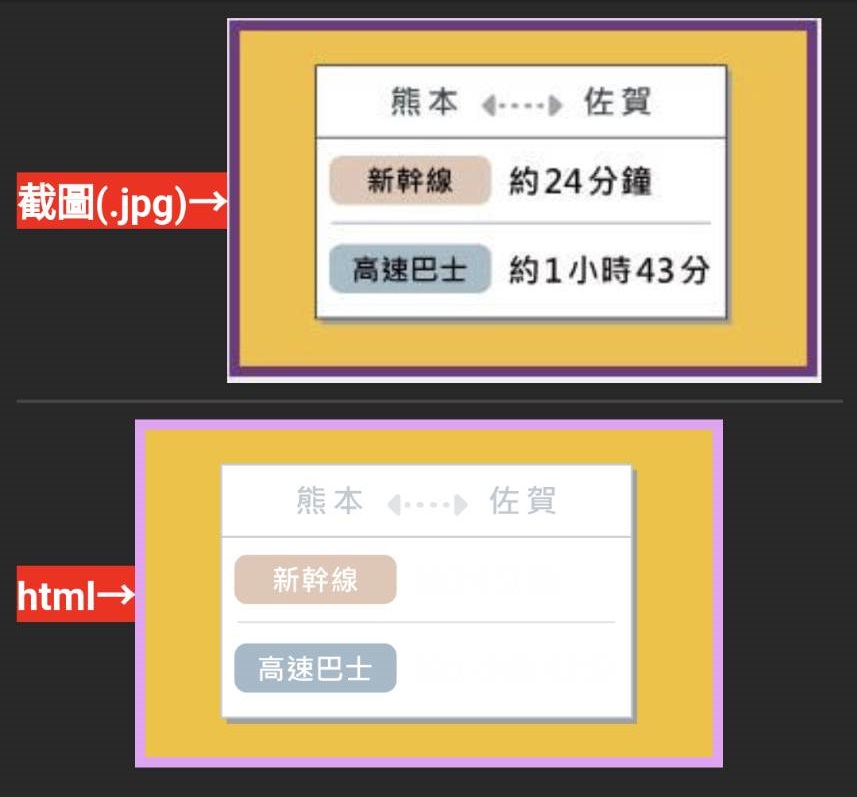 截圖(.jpg)→
熊本 佐賀
新幹線 約24分鐘
高速巴士 約1小時43分
html→
熊本 佐賀
新幹線
高速巴士